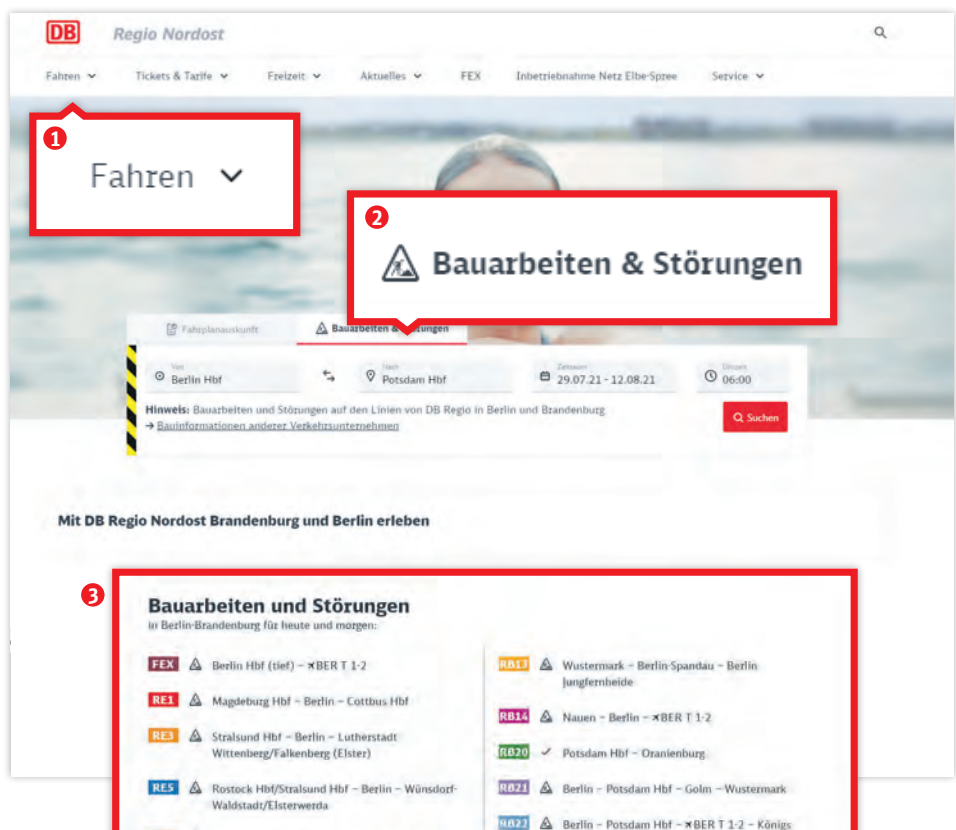 DB Regio Nordost
Fahren Tickets & Tarife Freizeit Aktuelles FEX Inbetriebnahme Netz Elbe-Spree Service
1
Fahren
2
Bauarbeiten & Störungen
Fahrplanauskunft Bauarbeiten & Störungen
Von Nach Zeitraum Uhrzeit
Berlin Hbf Potsdam Hbf 29.07.21 - 12.08.21 06:00
Hinweis: Bauarbeiten und Störungen auf den Linien von DB Regio in Berlin und Brandenburg
→ Bauinformationen anderer Verkehrsunternehmen
Suchen
Mit DB Regio Nordost Brandenburg und Berlin erleben
3
Bauarbeiten und Störungen
in Berlin-Brandenburg für heute und morgen:
FEX Berlin Hbf (tief) – BER T 1-2
RE1 Magdeburg Hbf – Berlin – Cottbus Hbf
RE3 Stralsund Hbf – Berlin – Lutherstadt
Wittenberg/Falkenberg (Elster)
RE5 Rostock Hbf/Stralsund Hbf – Berlin – Wünsdorf-
Waldstadt/Elsterwerda
RB13 Wustermark – Berlin-Spandau – Berlin
Jungfernheide
RB14 Nauen – Berlin – BER T 1-2
RB20 Potsdam Hbf – Oranienburg
RB21 Berlin – Potsdam Hbf – Golm – Wustermark
RB22 Berlin – Potsdam Hbf – BER T 1-2 – Königs